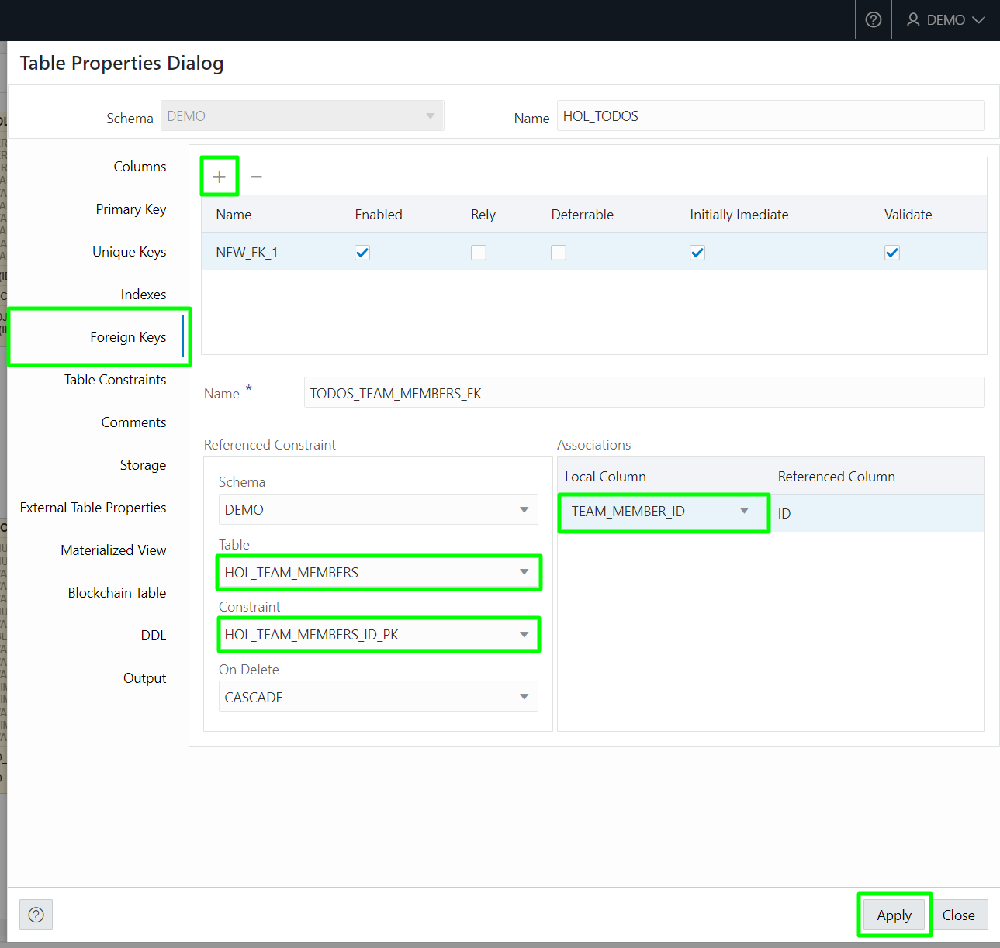 DEMO
Table Properties Dialog
Schema DEMO Name HOL_TODOS
Columns
Primary Key
Unique Keys
Indexes
Foreign Keys
Table Constraints
Comments
Storage
External Table Properties
Materialized View
Blockchain Table
DDL
Output
Name Enabled Rely Deferrable Initially Imediate Validate
NEW_FK_1
Name * TODOS_TEAM_MEMBERS_FK
Referenced Constraint
Schema
DEMO
Table
HOL_TEAM_MEMBERS
Constraint
HOL_TEAM_MEMBERS_ID_PK
On Delete
CASCADE
Associations
Local Column Referenced Column
TEAM_MEMBER_ID ID
Apply Close